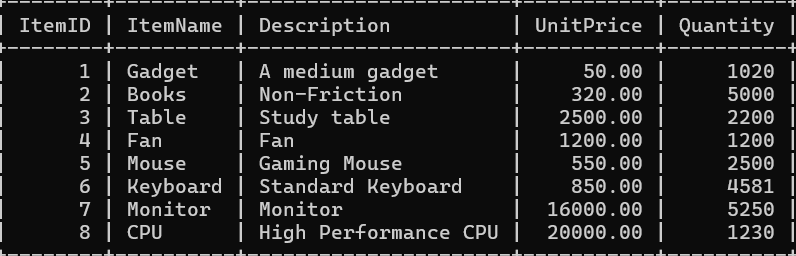 | ItemID | ItemName | Description | UnitPrice | Quantity |
| 1 | Gadget | A medium gadget | 50.00 | 1020 |
| 2 | Books | Non-Friction | 320.00 | 5000 |
| 3 | Table | Study table | 2500.00 | 2200 |
| 4 | Fan | Fan | 1200.00 | 1200 |
| 5 | Mouse | Gaming Mouse | 550.00 | 2500 |
| 6 | Keyboard | Standard Keyboard | 850.00 | 4581 |
| 7 | Monitor | Monitor | 16000.00 | 5250 |
| 8 | CPU | High Performance CPU | 20000.00 | 1230 |